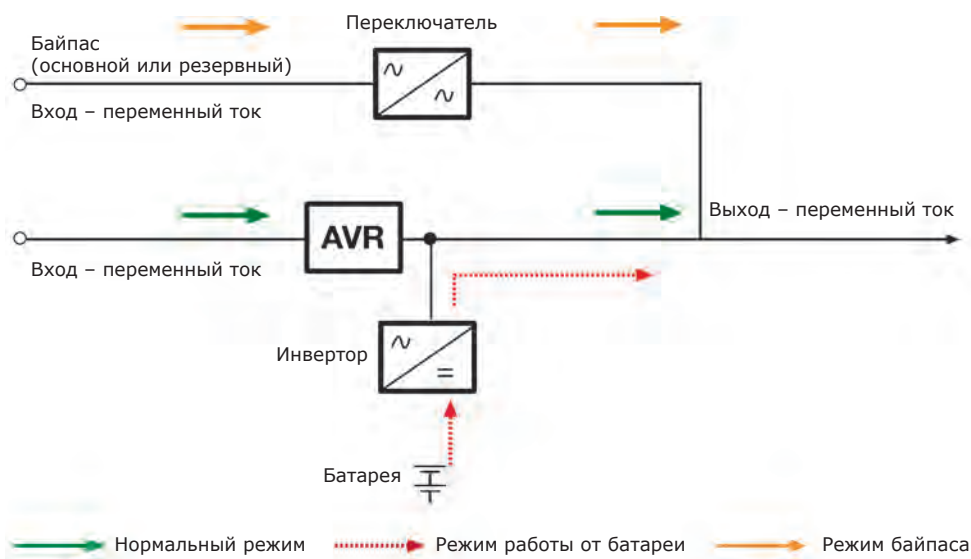 Переключатель
Байпас
(основной или резервный)
~
~
Вход – переменный ток
AVR
Выход – переменный ток
Вход – переменный ток
Инвертор
~
=
Батарея
Нормальный режим
Режим работы от батареи
Режим байпаса